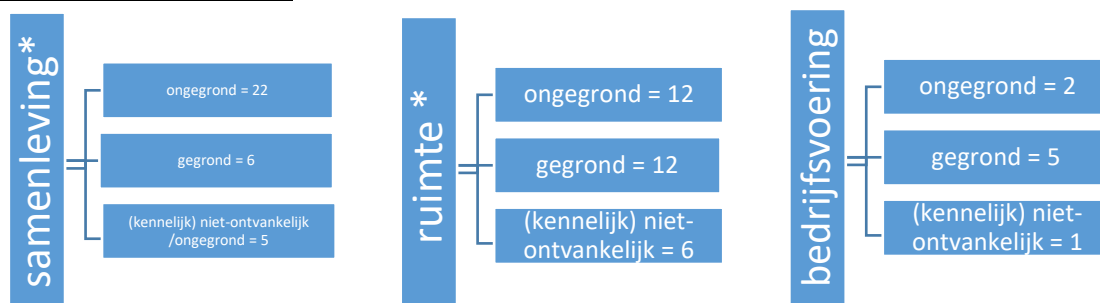 samenleving*
ongegrond = 22
gegrond = 6
(kennelijk) niet-ontvankelijk
/ongegrond = 5
ruimte *
ongegrond = 12
gegrond = 12
(kennelijk) niet-
ontvankelijk = 6
bedrijfsvoering
ongegrond = 2
gegrond = 5
(kennelijk) niet-
ontvankelijk = 1